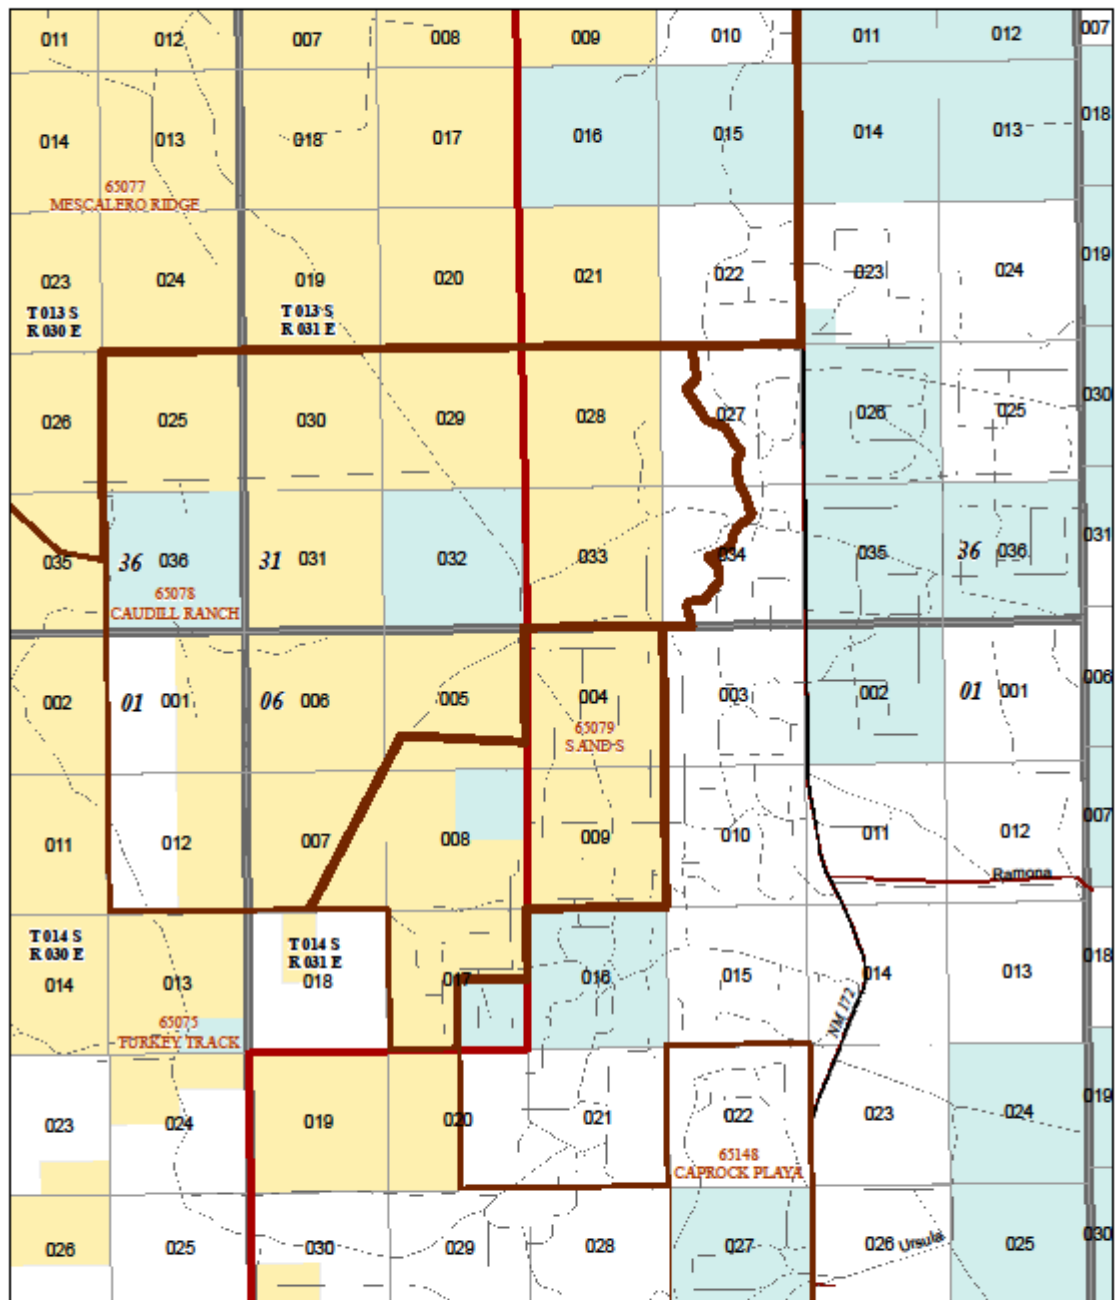 011 012 007 008 009 010 011 012 007
014 013 018 017 016 015 014 013 018
65077
MESCALERO RIDGE
023 024 019 020 021 022 023 024 019
T 013 S
R 030 E
T 013 S
R 031 E
026 025 030 029 028 027 026 025 030
035 36 036 31 031 032 033 034 035 36 036 031
65078
CAUDILL RANCH
002 01 001 06 006 005 004 003 002 01 001 006
65079
SAND S
011 012 007 008 009 010 011 012 007
Ramona
T 014 S
R 030 E
T 014 S
R 031 E
014 013 018 017 016 015 014 013 018
NM 172
65075
TURKEY TRACK
023 024 019 020 021 022 023 024 019
65148
CAPROCK PLAYA
026 025 030 029 028 027 026 Ursula 025 030